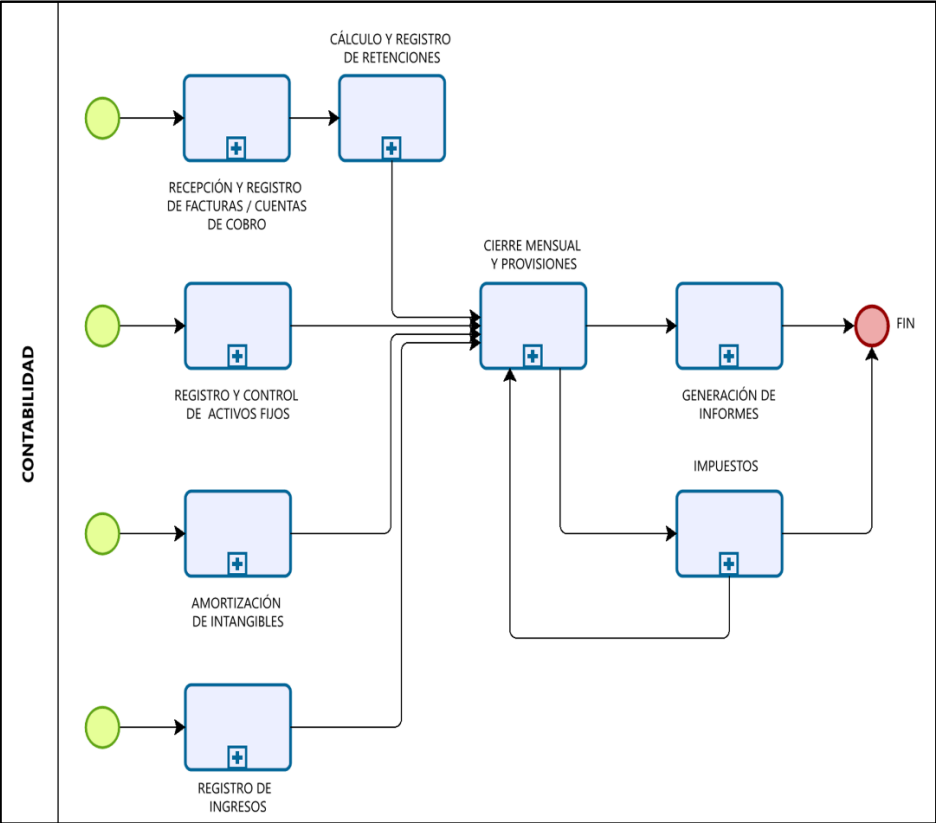 CONTABILIDAD
CÁLCULO Y REGISTRO
DE RETENCIONES
RECEPCIÓN Y REGISTRO
DE FACTURAS / CUENTAS
DE COBRO
CIERRE MENSUAL
Y PROVISIONES
FIN
REGISTRO Y CONTROL
DE ACTIVOS FIJOS
GENERACIÓN DE
INFORMES
IMPUESTOS
AMORTIZACIÓN
DE INTANGIBLES
REGISTRO DE
INGRESOS